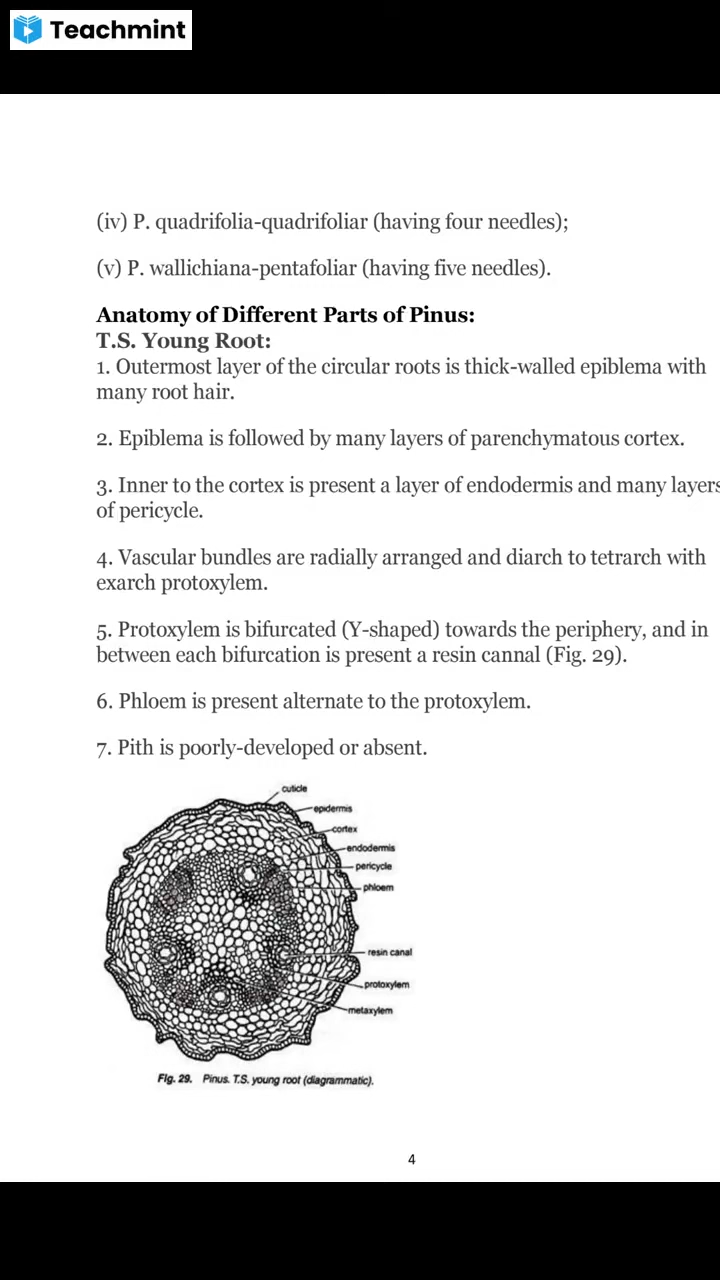 Teachmint
(iv) P. quadrifolia-quadrifoliar (having four needles);
(v) P. wallichiana-pentafoliar (having five needles).
Anatomy of Different Parts of Pinus:
T.S. Young Root:
1. Outermost layer of the circular roots is thick-walled epiblema with
many root hair.
2. Epiblema is followed by many layers of parenchymatous cortex.
3. Inner to the cortex is present a layer of endodermis and many layers
of pericycle.
4. Vascular bundles are radially arranged and diarch to tetrarch with
exarch protoxylem.
5. Protoxylem is bifurcated (Y-shaped) towards the periphery, and in
between each bifurcation is present a resin cannal (Fig. 29).
6. Phloem is present alternate to the protoxylem.
7. Pith is poorly-developed or absent.
cuticle
epidermis
cortex
endodermis
pericycle
phloem
resin canal
protoxylem
metaxylem
Fig. 29. Pinus. T.S. young root (diagrammatic).
4